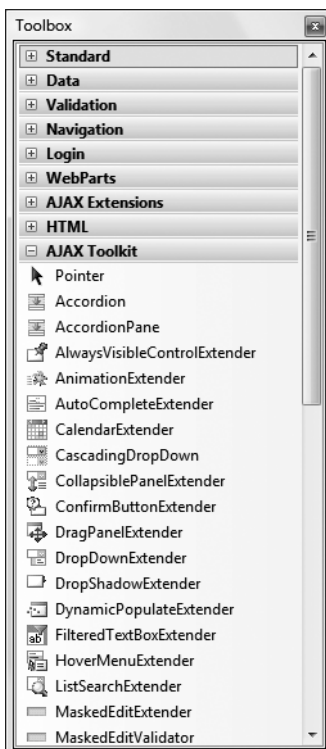 Toolbox
Standard
Data
Validation
Navigation
Login
WebParts
AJAX Extensions
HTML
AJAX Toolkit
Pointer
Accordion
AccordionPane
AlwaysVisibleControlExtender
AnimationExtender
AutoCompleteExtender
CalendarExtender
CascadingDropDown
CollapsiblePanelExtender
ConfirmButtonExtender
DragPanelExtender
DropDownExtender
DropShadowExtender
DynamicPopulateExtender
FilteredTextBoxExtender
HoverMenuExtender
ListSearchExtender
MaskedEditExtender
MaskedEditValidator